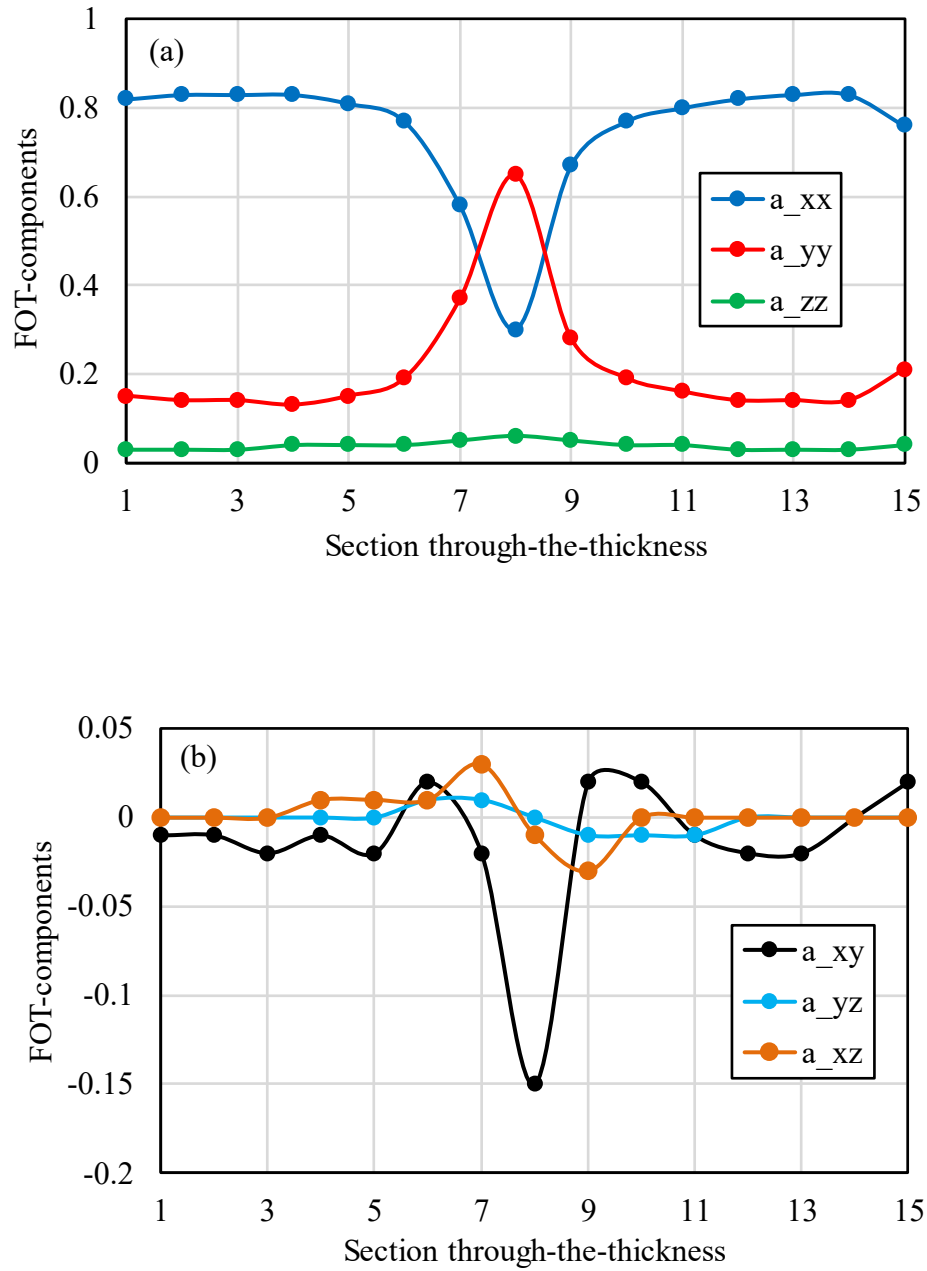 (a)
FOT-components
1
0.8
0.6
0.4
0.2
0
a_xx
a_yy
a_zz
1 3 5 7 9 11 13 15
Section through-the-thickness
(b)
FOT-components
0.05
0
-0.05
-0.1
-0.15
-0.2
a_xy
a_yz
a_xz
1 3 5 7 9 11 13 15
Section through-the-thickness